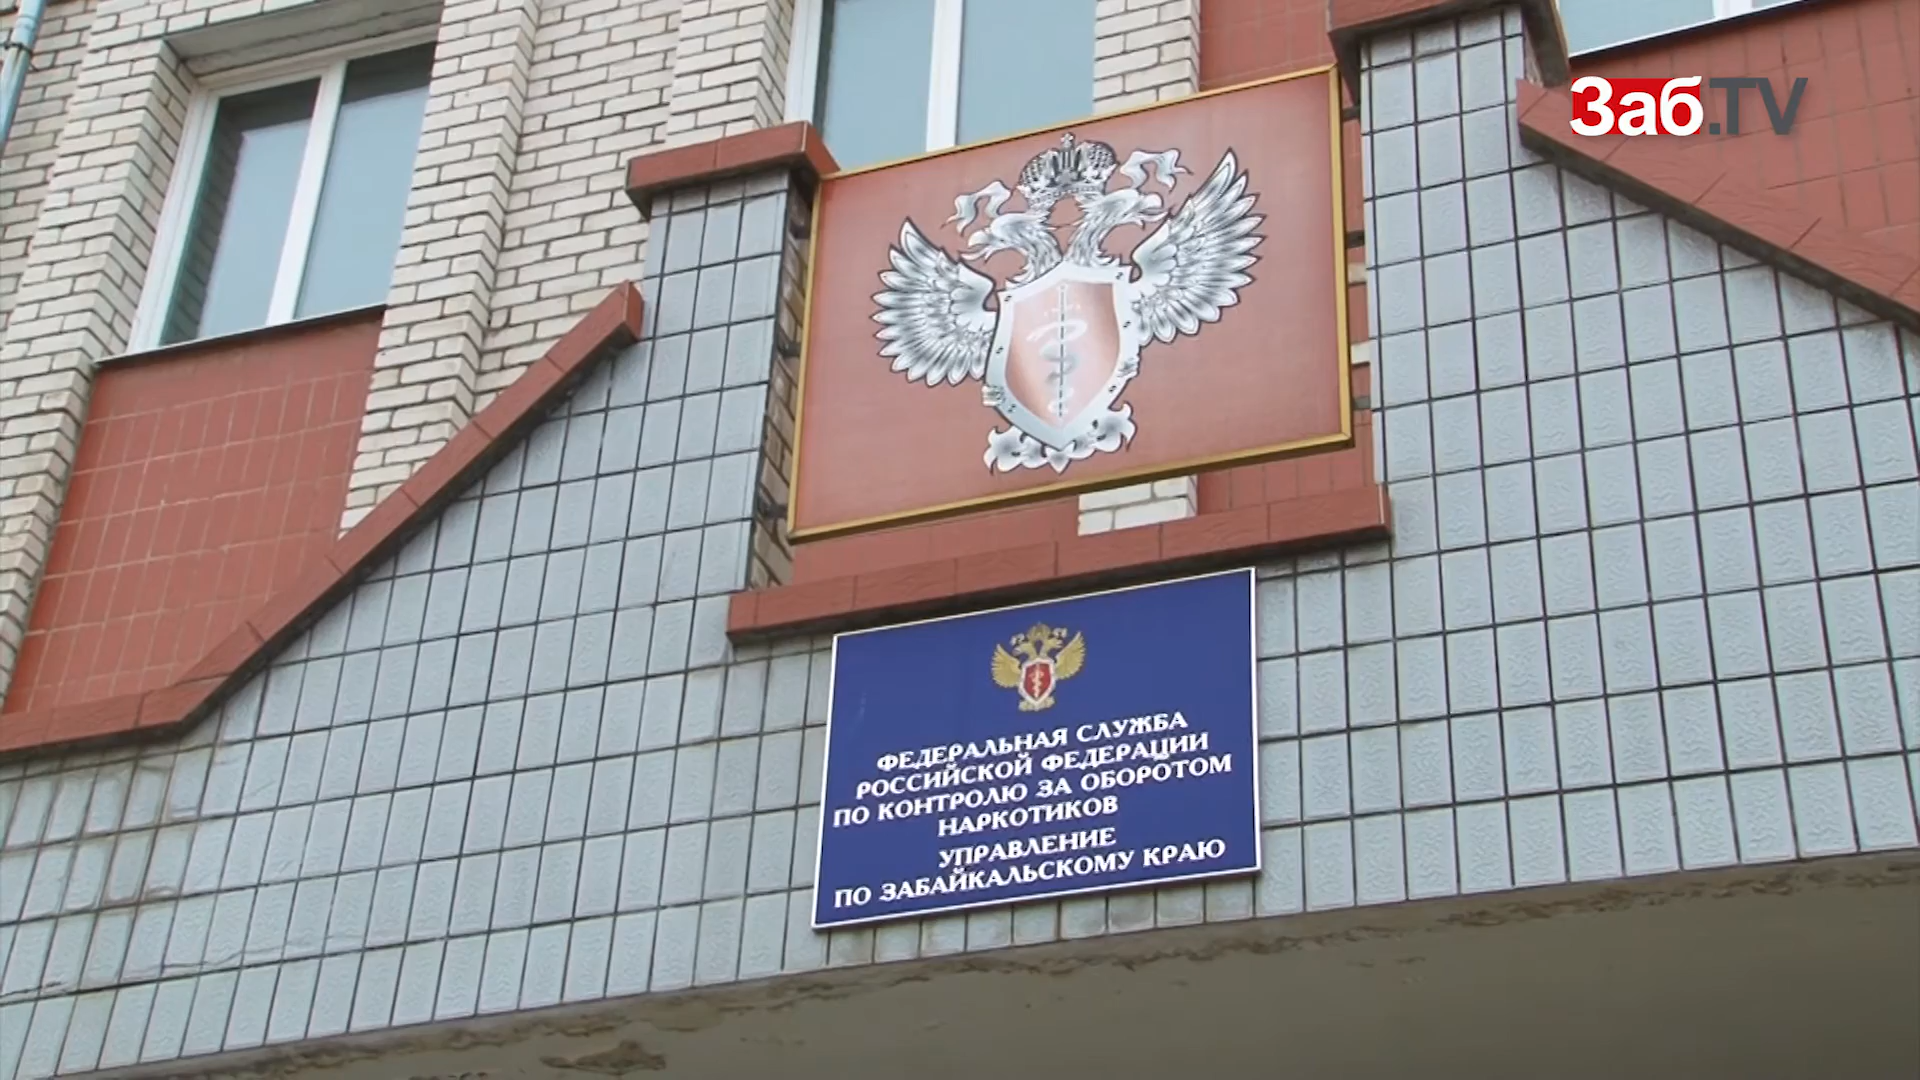 Заб.TV
ФЕДЕРАЛЬНАЯ СЛУЖБА
РОССИЙСКОЙ ФЕДЕРАЦИИ
ПО КОНТРОЛЮ ЗА ОБОРОТОМ
НАРКОТИКОВ
УПРАВЛЕНИЕ
ПО ЗАБАЙКАЛЬСКОМУ КРАЮ